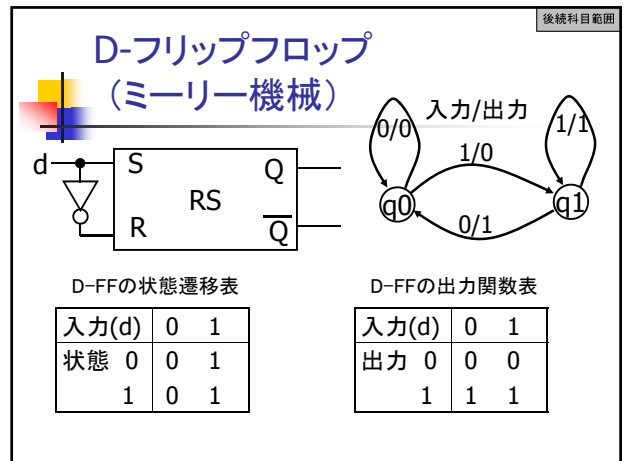 後続科目範囲
D-フリップフロップ
（ミーリー機械）
入力/出力
0/0
1/1
1/0
q0
q1
0/1
d
S
Q
RS
R
Q
D-FFの状態遷移表
入力(d) 0 1
状態 0 0 1
1 0 1
D-FFの出力関数表
入力(d) 0 1
出力 0 0 0
1 1 1